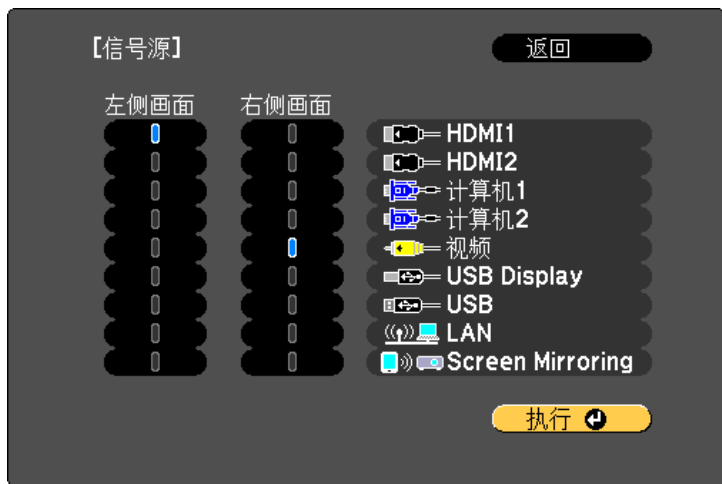 【信号源】 返回
左侧画面 右侧画面
HDMI1
HDMI2
计算机1
计算机2
视频
USB Display
USB
LAN
Screen Mirroring
执行